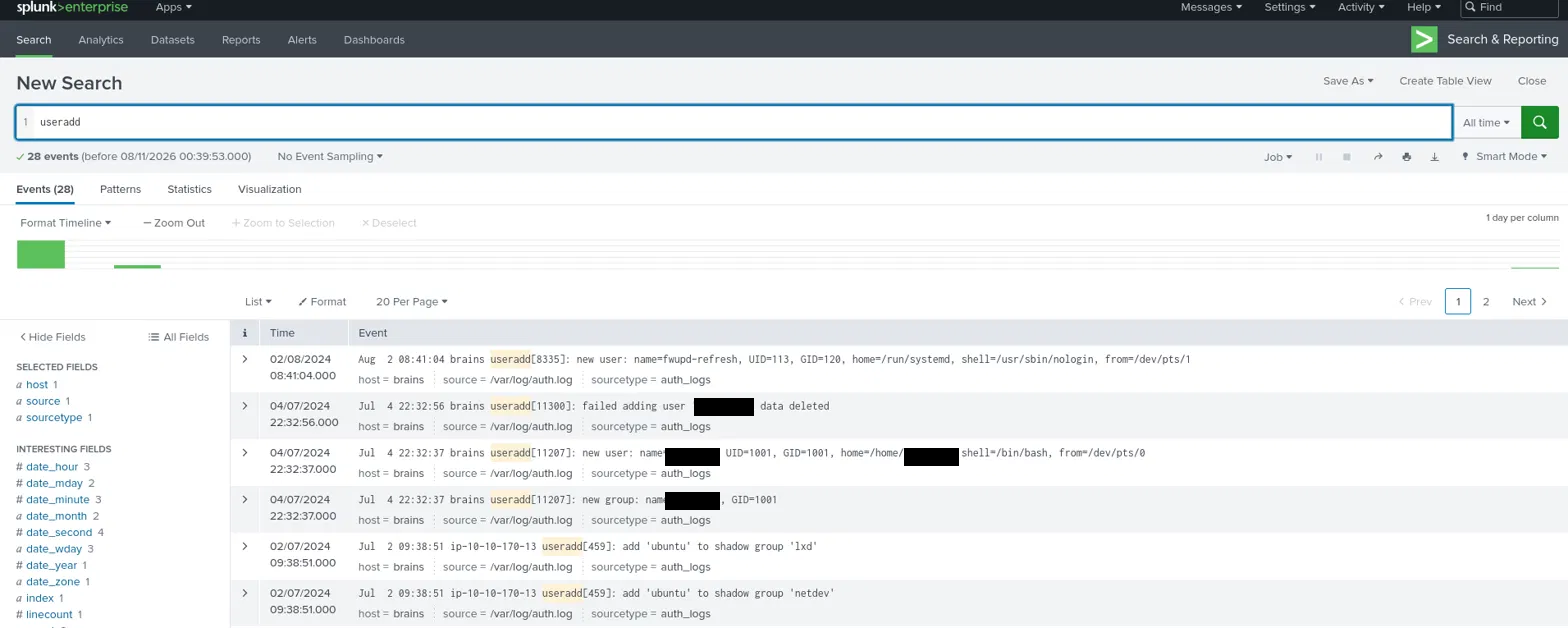 splunk>enterprise Apps Messages Settings Activity Help Find
Search Analytics Datasets Reports Alerts Dashboards Search & Reporting
New Search Save As Create Table View Close
1 useradd All time
28 events (before 08/11/2026 00:39:53.000) No Event Sampling Job Smart Mode
Events (28) Patterns Statistics Visualization
Format Timeline — Zoom Out + Zoom to Selection × Deselect 1 day per column
List Format 20 Per Page < Prev 1 2 Next >
< Hide Fields All Fields
SELECTED FIELDS
a host 1
a source 1
a sourcetype 1
INTERESTING FIELDS
# date_hour 3
# date_mday 2
# date_minute 3
a date_month 2
# date_second 4
a date_wday 3
# date_year 1
a date_zone 1
a index 1
# linecount 1
i Time Event
> 02/08/2024 Aug 2 08:41:04 brains useradd[8335]: new user: name=fwupd-refresh, UID=113, GID=120, home=/run/systemd, shell=/usr/sbin/nologin, from=/dev/pts/1
08:41:04.000 host = brains source = /var/log/auth.log sourcetype = auth_logs
> 04/07/2024 Jul 4 22:32:56 brains useradd[11300]: failed adding user data deleted
22:32:56.000 host = brains source = /var/log/auth.log sourcetype = auth_logs
> 04/07/2024 Jul 4 22:32:37 brains useradd[11207]: new user: name= UID=1001, GID=1001, home=/home/ shell=/bin/bash, from=/dev/pts/0
22:32:37.000 host = brains source = /var/log/auth.log sourcetype = auth_logs
> 04/07/2024 Jul 4 22:32:37 brains useradd[11207]: new group: name , GID=1001
22:32:37.000 host = brains source = /var/log/auth.log sourcetype = auth_logs
> 02/07/2024 Jul 2 09:38:51 ip-10-10-170-13 useradd[459]: add 'ubuntu' to shadow group 'lxd'
09:38:51.000 host = brains source = /var/log/auth.log sourcetype = auth_logs
> 02/07/2024 Jul 2 09:38:51 ip-10-10-170-13 useradd[459]: add 'ubuntu' to shadow group 'netdev'
09:38:51.000 host = brains source = /var/log/auth.log sourcetype = auth_logs